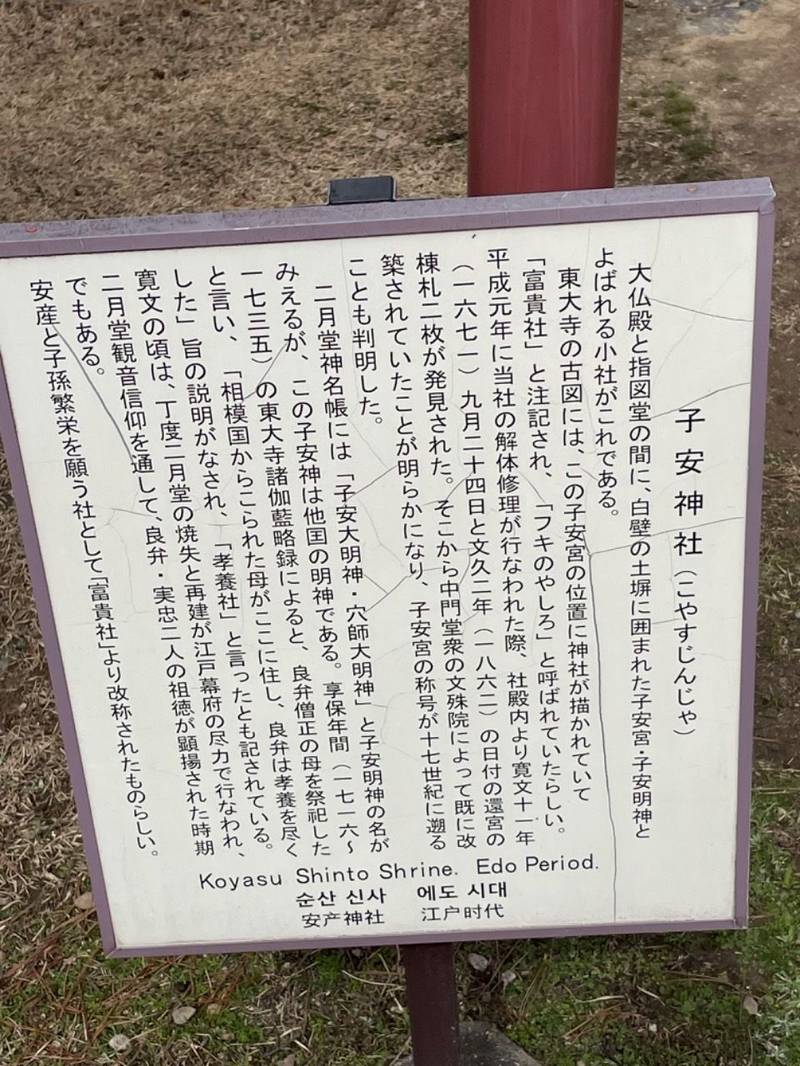 子安神社（こやすじんじゃ）
大仏殿と指図堂の間に、白壁の土塀に囲まれた子安宮・子安明神と
よばれる小社がこれである。
東大寺の古図には、この子安宮の位置に神社が描かれていて
「富貴社」と注記され、「フキのやしろ」と呼ばれていたらしい。
平成元年に当社の解体修理が行なわれた際、社殿内より寛文十一年
（一六七一）九月二十四日と文久二年（一八六二）の日付の還宮の
棟札二枚が発見された。そこから中門堂衆の文殊院によって既に改
築されていたことが明らかになり、子安宮の称号が十七世紀に遡る
ことも判明した。
二月堂神名帳には「子安大明神・穴師大明神」と子安明神の名が
みえるが、この子安神は他国の明神である。享保年間（一七一六〜
一七三五）の東大寺諸伽藍略録によると、良弁僧正の母を祭祀した
と言い、「相模国からこられた母がここに住し、良弁は孝養を尽く
した」旨の説明がなされ、「孝養社」と言ったとも記されている。
寛文の頃は、丁度二月堂の焼失と再建が江戸幕府の尽力で行なわれ、
二月堂観音信仰を通して、良弁・実忠二人の祖徳が顕揚された時期
でもある。
安産と子孫繁栄を願う社として「富貴社」より改称されたものらしい。
Koyasu Shinto Shrine. Edo Period.
순산 신사 에도 시대
安产神社 江户时代